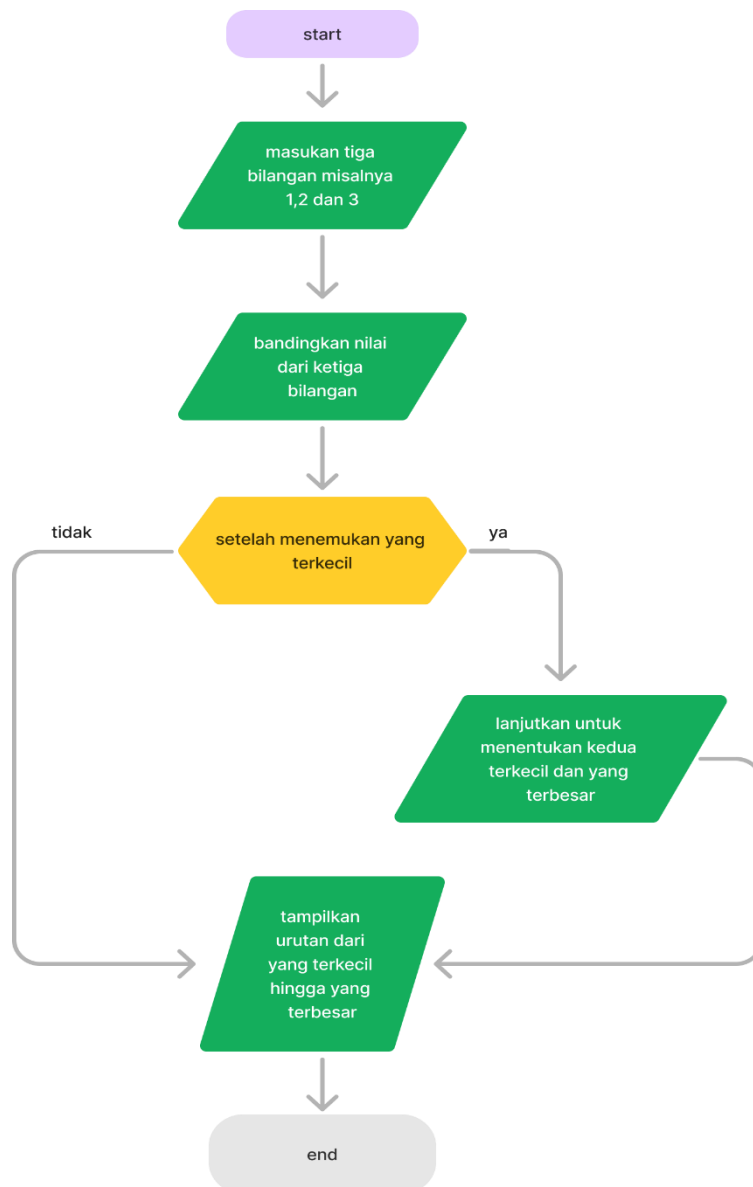 start
masukan tiga
bilangan misalnya
1,2 dan 3
bandingkan nilai
dari ketiga
bilangan
tidak
setelah menemukan yang
terkecil
ya
lanjutkan untuk
menentukan kedua
terkecil dan yang
terbesar
tampilkan
urutan dari
yang terkecil
hingga yang
terbesar
end